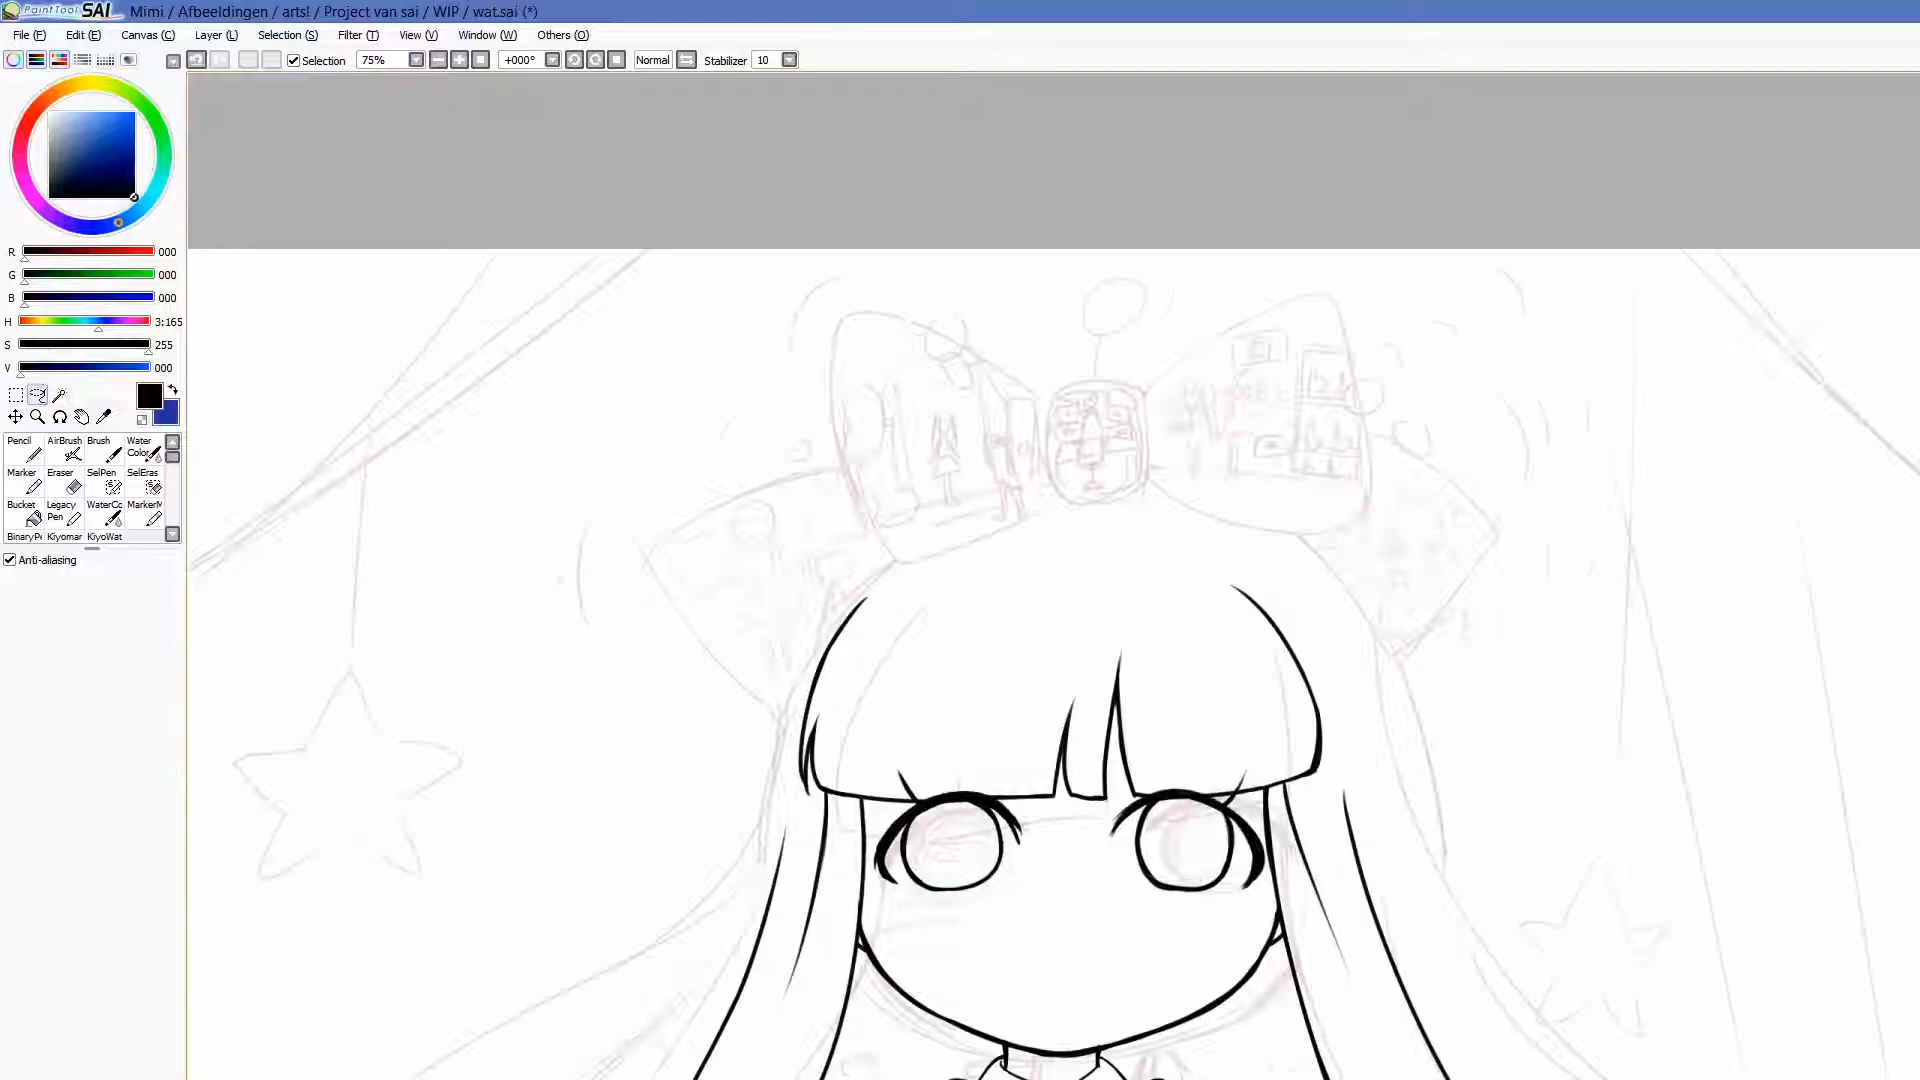 PaintTool SAI Mimi / Afbeeldingen / arts! / Project van sai / WIP / wat.sai (*)
File (F) Edit (E) Canvas (C) Layer (L) Selection (S) Filter (T) View (V) Window (W) Others (O)
Selection 75% +000° Normal Stabilizer 10
R 000
G 000
B 000
H 3:165
S 255
V 000
Pencil AirBrush Brush Water Color
Marker Eraser SelPen SelEras
Bucket Legacy Pen WaterCo MarkerM
BinaryPe Kiyomar KiyoWat
Anti-aliasing